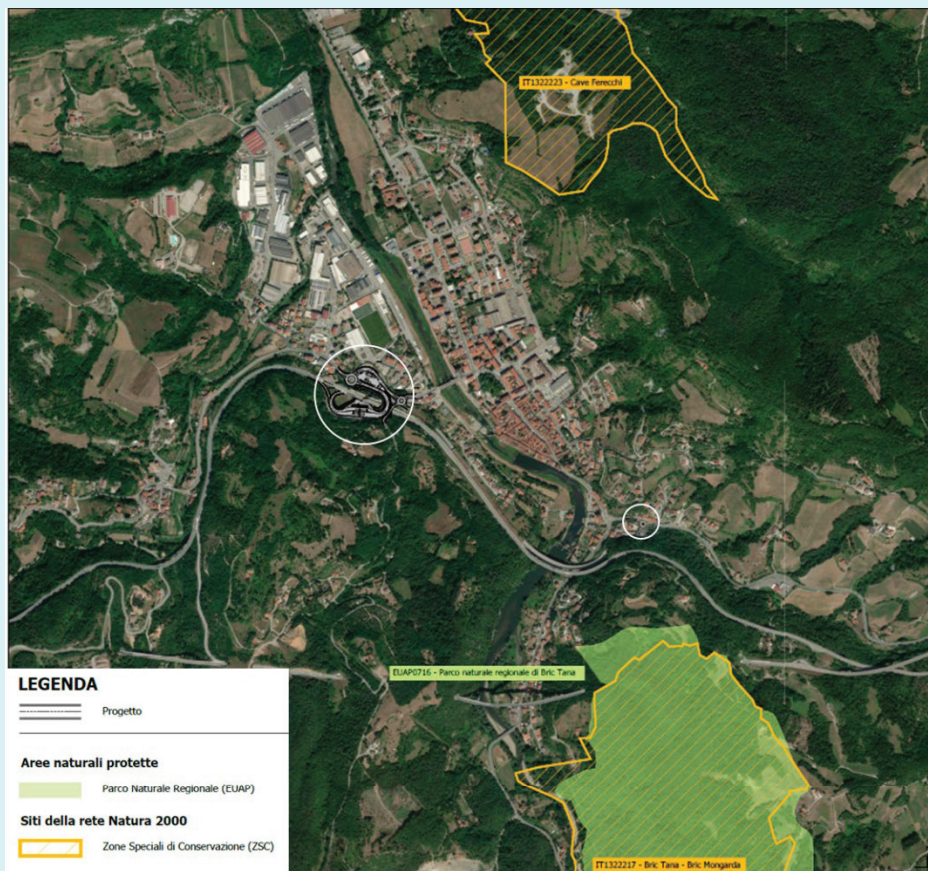 IT1322223 - Cave Ferecchi
EUAP0716 - Parco naturale regionale di Bric Tana
LEGENDA
Progetto
Aree naturali protette
Parco Naturale Regionale (EUAP)
Siti della rete Natura 2000
Zone Speciali di Conservazione (ZSC)
IT1322217 - Bric Tana - Bric Mongarda